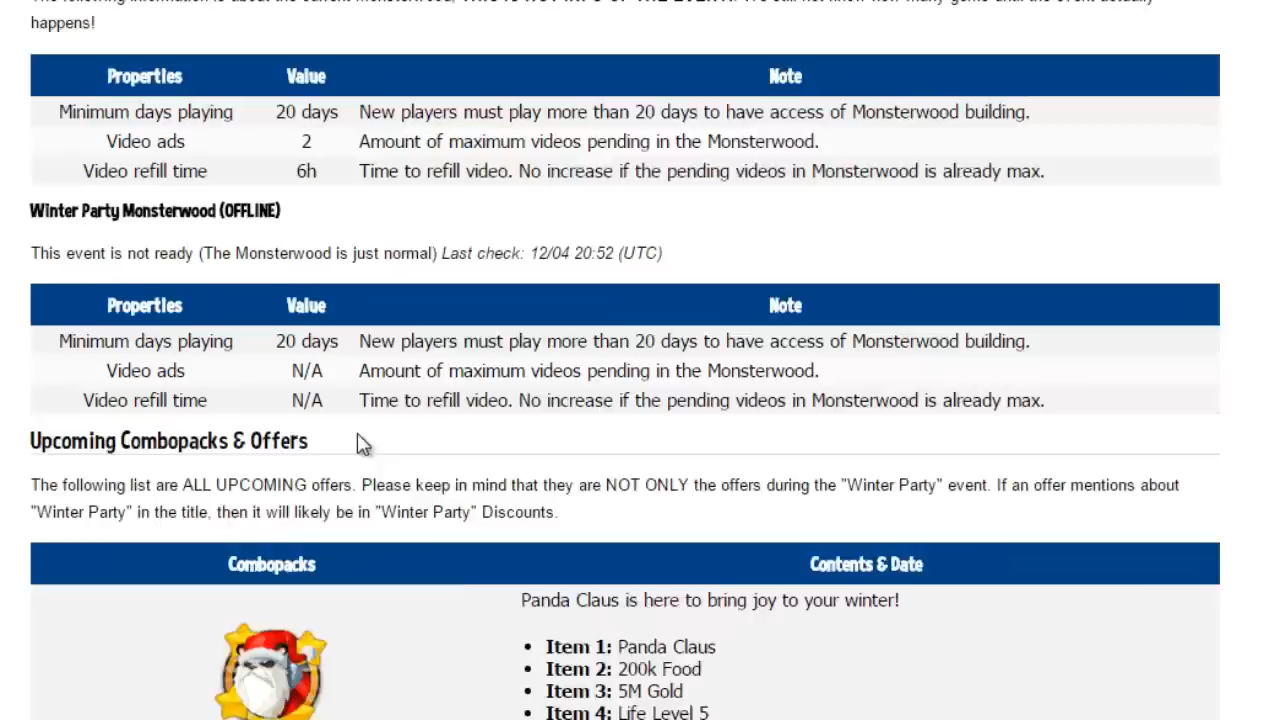 happens!
Properties Value Note
Minimum days playing 20 days New players must play more than 20 days to have access of Monsterwood building.
Video ads 2 Amount of maximum videos pending in the Monsterwood.
Video refill time 6h Time to refill video. No increase if the pending videos in Monsterwood is already max.
Winter Party Monsterwood (OFFLINE)
This event is not ready (The Monsterwood is just normal) Last check: 12/04 20:52 (UTC)
Properties Value Note
Minimum days playing 20 days New players must play more than 20 days to have access of Monsterwood building.
Video ads N/A Amount of maximum videos pending in the Monsterwood.
Video refill time N/A Time to refill video. No increase if the pending videos in Monsterwood is already max.
Upcoming Combopacks & Offers
The following list are ALL UPCOMING offers. Please keep in mind that they are NOT ONLY the offers during the "Winter Party" event. If an offer mentions about
"Winter Party" in the title, then it will likely be in "Winter Party" Discounts.
Combopacks Contents & Date
Panda Claus is here to bring joy to your winter!
• Item 1: Panda Claus
• Item 2: 200k Food
• Item 3: 5M Gold
• Item 4: Life Level 5